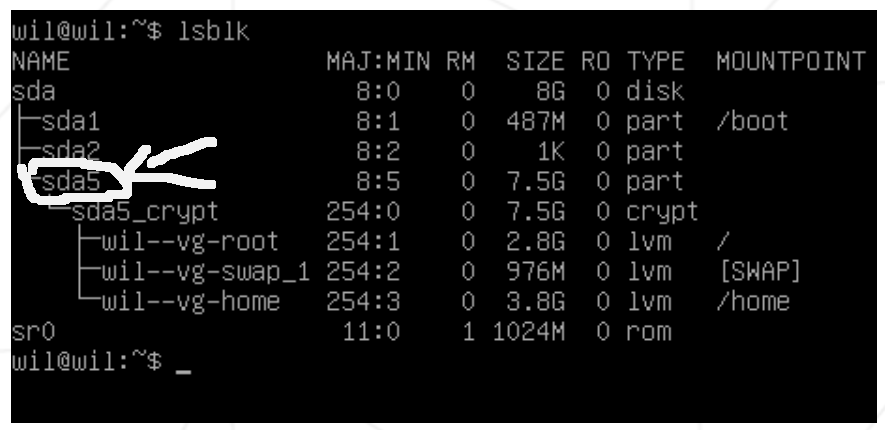 wil@wil:~$ lsblk
NAME MAJ:MIN RM SIZE RO TYPE MOUNTPOINT
sda 8:0 0 8G 0 disk
├─sda1 8:1 0 487M 0 part /boot
├─sda2 8:2 0 1K 0 part
└─sda5 8:5 0 7.5G 0 part
└─sda5_crypt 254:0 0 7.5G 0 crypt
├─wil--vg-root 254:1 0 2.8G 0 lvm /
├─wil--vg-swap_1 254:2 0 976M 0 lvm [SWAP]
└─wil--vg-home 254:3 0 3.8G 0 lvm /home
sr0 11:0 1 1024M 0 rom
wil@wil:~$ _